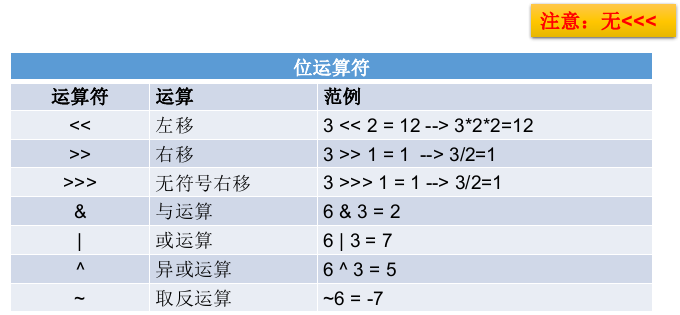 注意：无<<<
位运算符
运算符 运算 范例
<< 左移 3 << 2 = 12 --> 3*2*2=12
>> 右移 3 >> 1 = 1 --> 3/2=1
>>> 无符号右移 3 >>> 1 = 1 --> 3/2=1
& 与运算 6 & 3 = 2
| 或运算 6 | 3 = 7
^ 异或运算 6 ^ 3 = 5
~ 取反运算 ~6 = -7